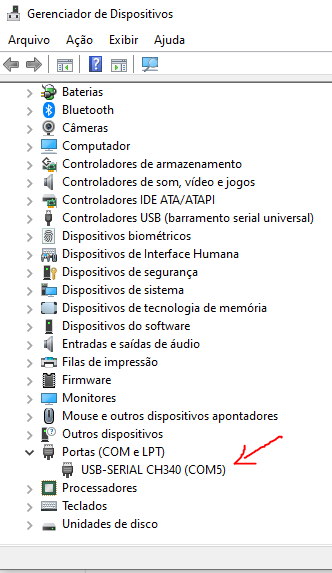 Gerenciador de Dispositivos
Arquivo Ação Exibir Ajuda
Baterias
Bluetooth
Câmeras
Computador
Controladores de armazenamento
Controladores de som, vídeo e jogos
Controladores IDE ATA/ATAPI
Controladores USB (barramento serial universal)
Dispositivos biométricos
Dispositivos de Interface Humana
Dispositivos de segurança
Dispositivos de sistema
Dispositivos de tecnologia de memória
Dispositivos do software
Entradas e saídas de áudio
Filas de impressão
Firmware
Monitores
Mouse e outros dispositivos apontadores
Outros dispositivos
Portas (COM e LPT)
USB-SERIAL CH340 (COM5)
Processadores
Teclados
Unidades de disco